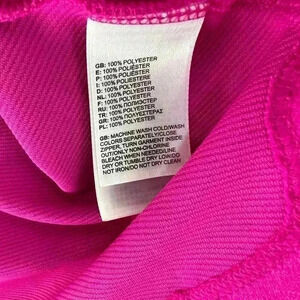 GB: 100% POLYESTER
E: 100% POLIÉSTER
P: 100% POLIÉSTER
I: 100% POLIESTERE
D: 100% POLYESTER
NL: 100% POLYESTER
F: 100% POLYESTER
RU: 100% ПОЛИЭСТЕР
TR: 100% POLYESTER
GR: 100% ΠΟΛΥΕΣΤΕΡΑΣ
PL: 100% POLIESTER
GB: MACHINE WASH COLD/WASH
COLORS SEPARATELY/CLOSE
ZIPPER, TURN GARMENT INSIDE
OUT/ONLY NON-CHLORINE
BLEACH WHEN NEEDED/LINE
DRY OR TUMBLE DRY LOW/DO
NOT IRON/DO NOT DRY CLEAN